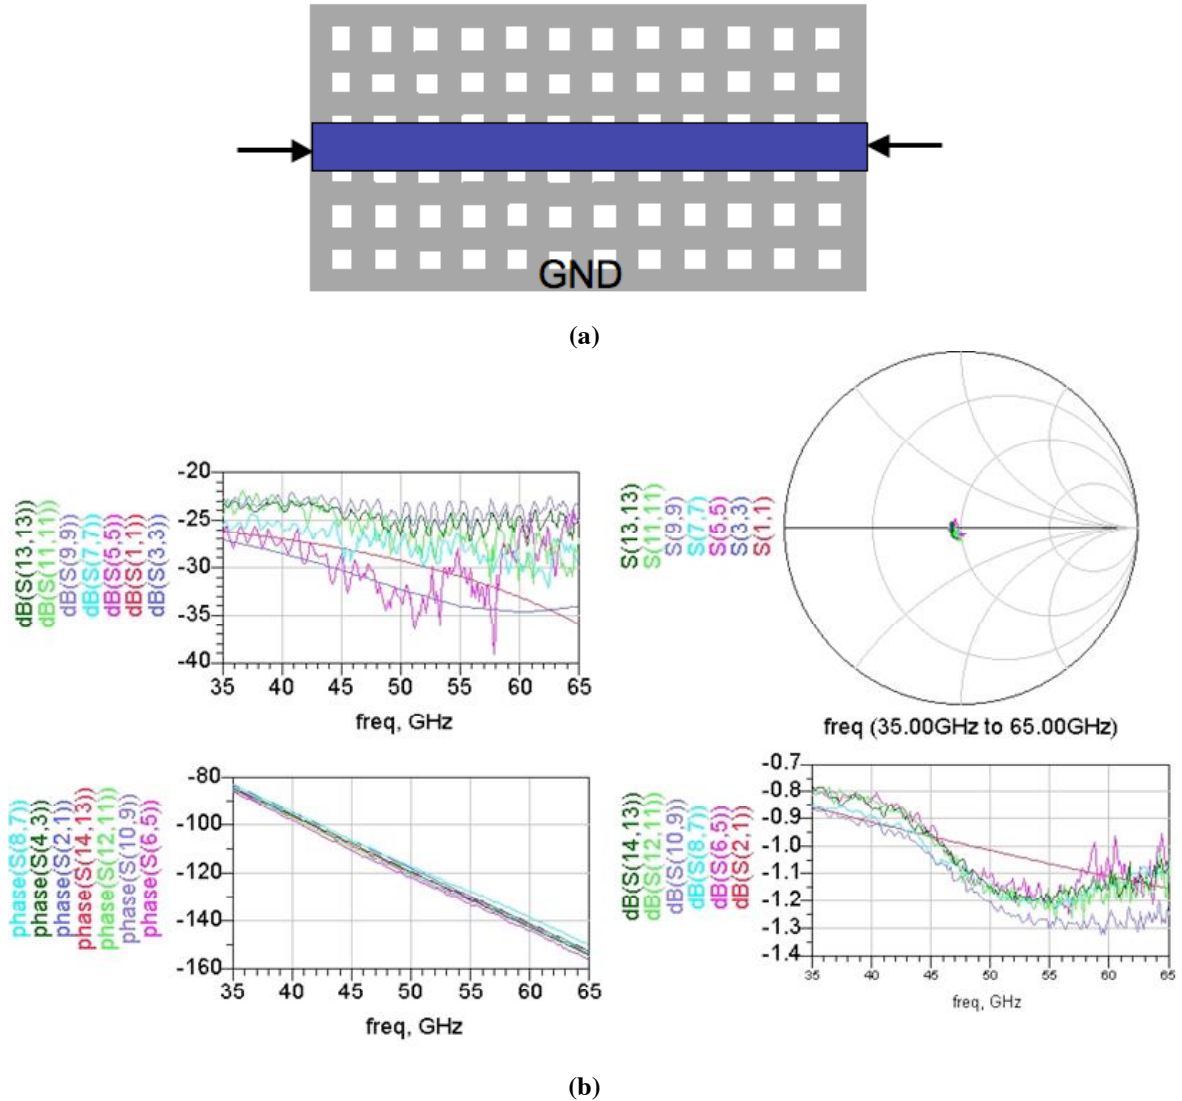 GND
(a)
dB(S(13,13))
dB(S(11,11))
dB(S(9,9))
dB(S(7,7))
dB(S(5,5))
dB(S(1,1))
dB(S(3,3))
-20
-25
-30
-35
-40
35 40 45 50 55 60 65
freq, GHz
S(13,13)
S(11,11)
S(9,9)
S(7,7)
S(5,5)
S(3,3)
S(1,1)
freq (35.00GHz to 65.00GHz)
phase(S(8,7))
phase(S(4,3))
phase(S(2,1))
phase(S(14,13))
phase(S(12,11))
phase(S(10,9))
phase(S(6,5))
-80
-100
-120
-140
-160
35 40 45 50 55 60 65
freq, GHz
dB(S(14,13))
dB(S(12,11))
dB(S(10,9))
dB(S(8,7))
dB(S(6,5))
dB(S(2,1))
-0.7
-0.8
-0.9
-1.0
-1.1
-1.2
-1.3
-1.4
35 40 45 50 55 60 65
freq, GHz
(b)